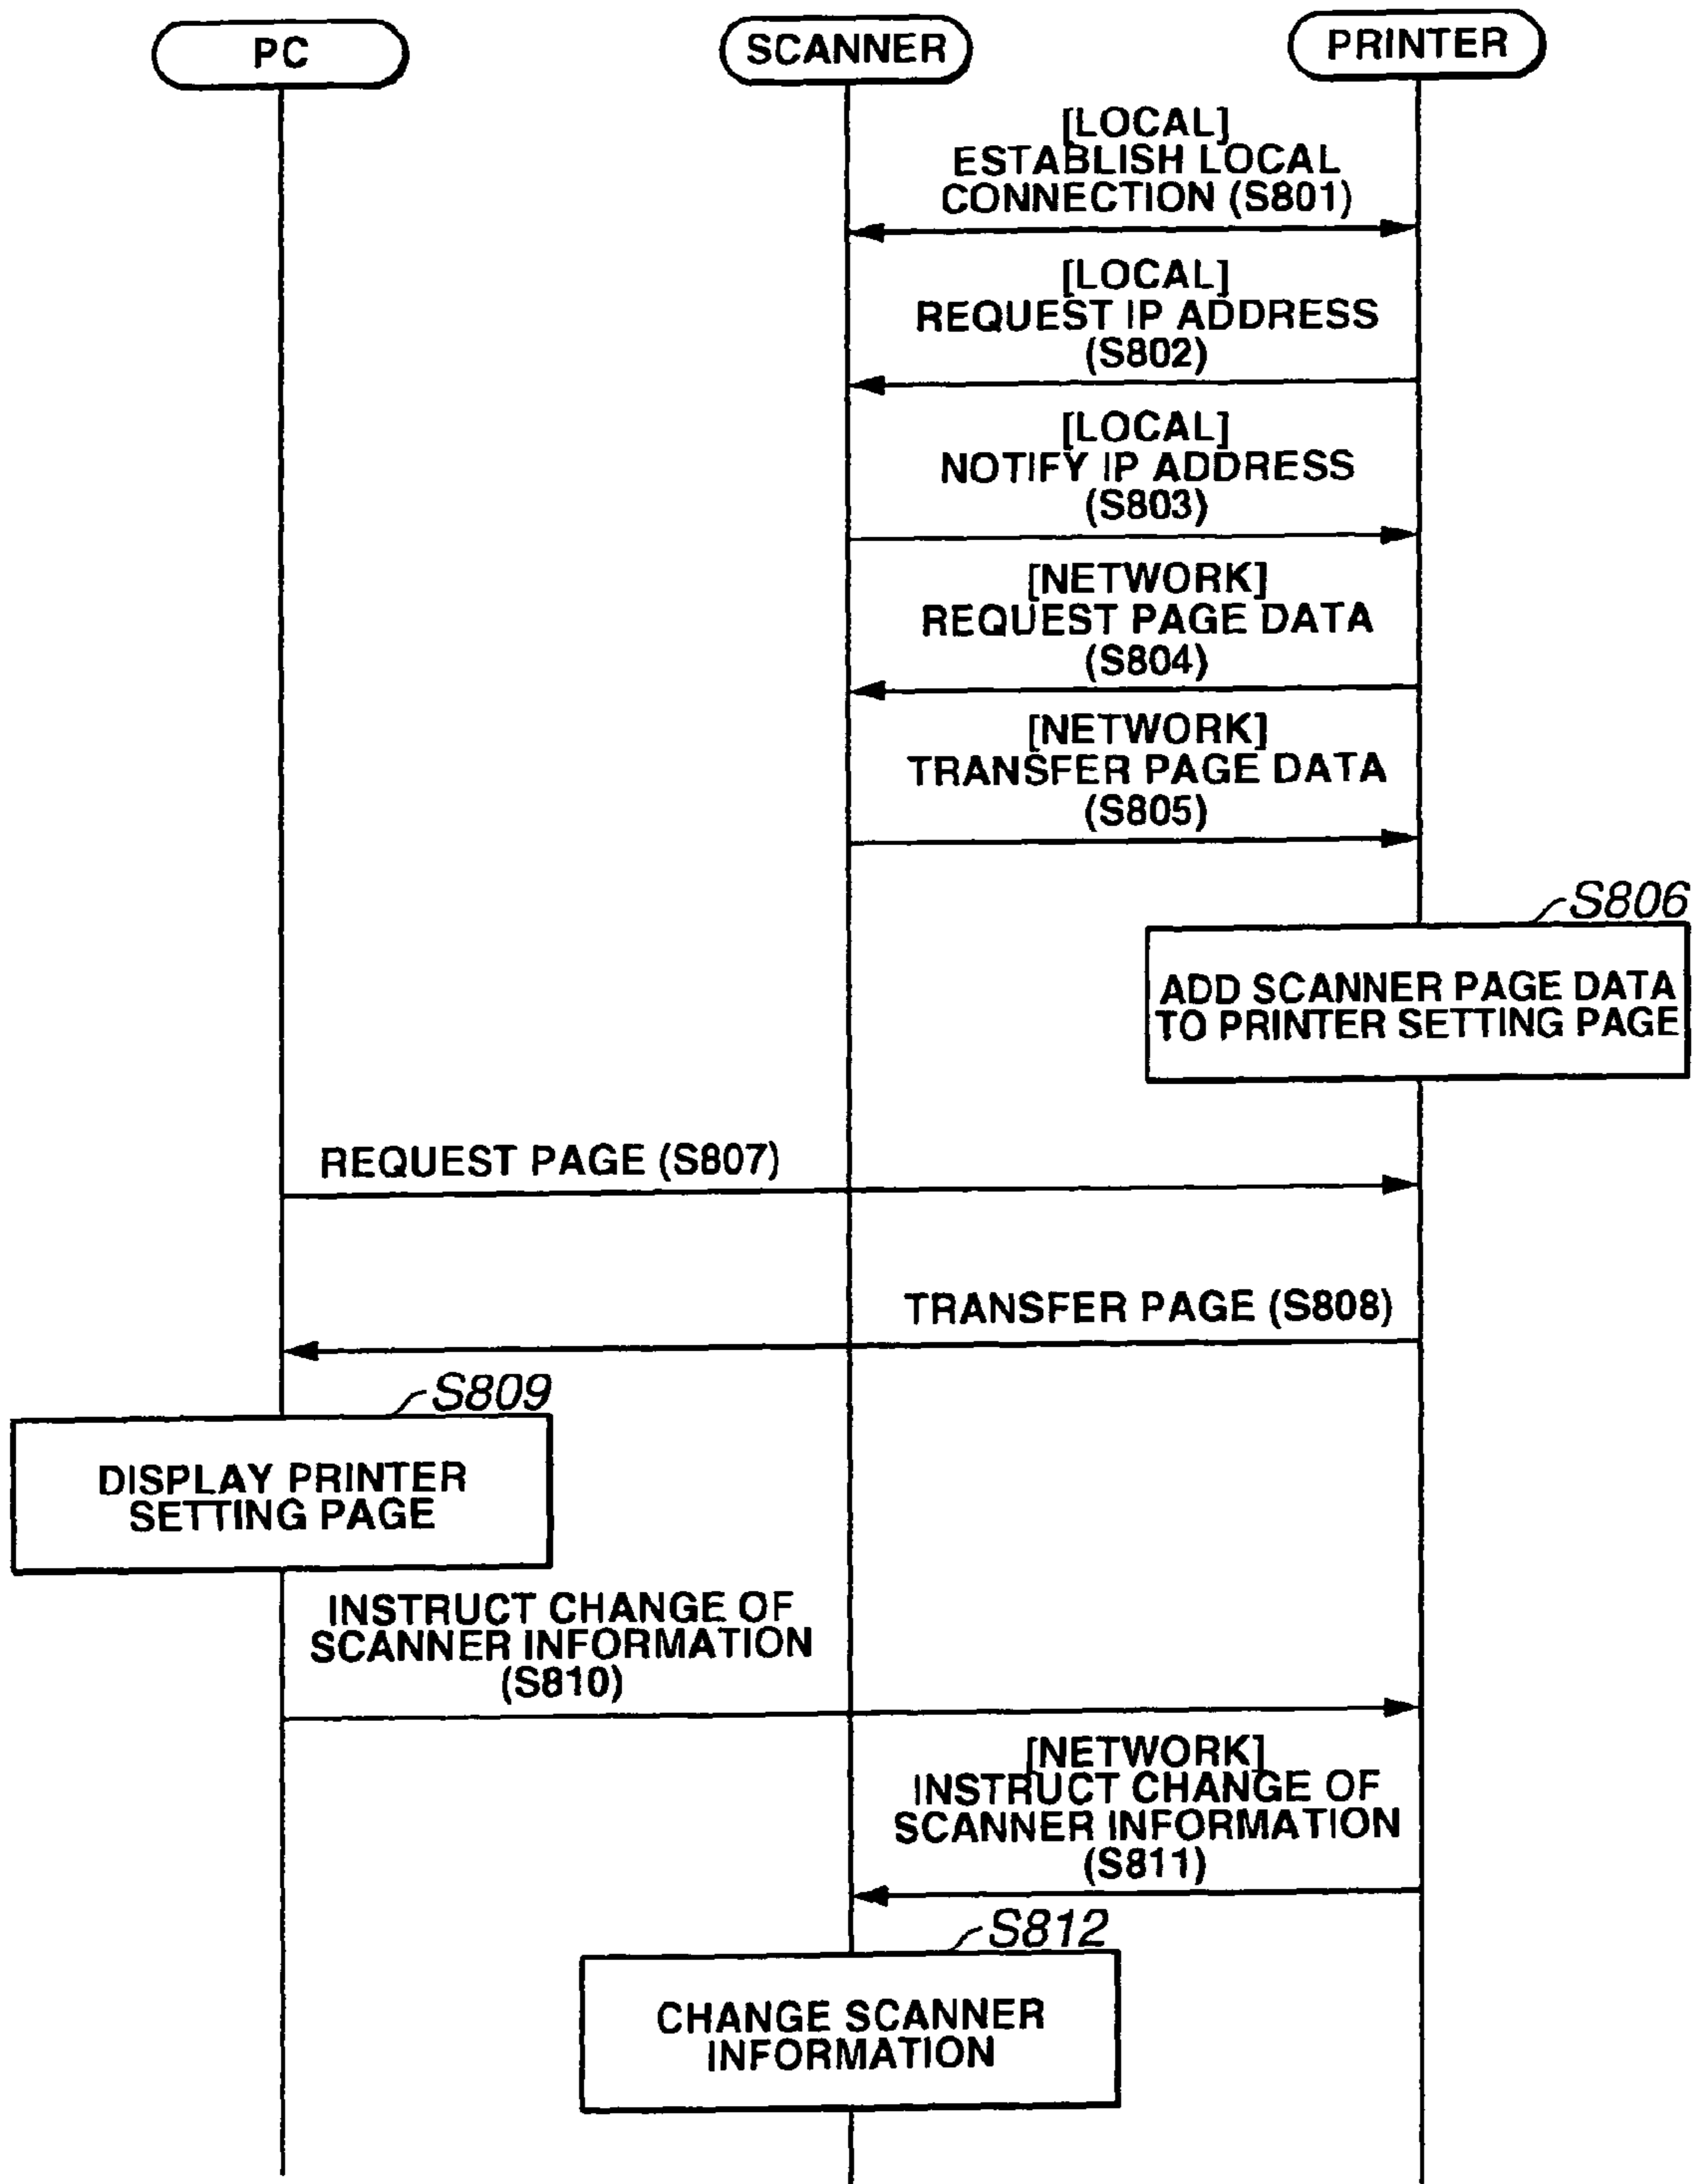 PC
SCANNER
PRINTER
[LOCAL]
ESTABLISH LOCAL
CONNECTION (S801)
[LOCAL]
REQUEST IP ADDRESS
(S802)
[LOCAL]
NOTIFY IP ADDRESS
(S803)
[NETWORK]
REQUEST PAGE DATA
(S804)
[NETWORK]
TRANSFER PAGE DATA
(S805)
S806
ADD SCANNER PAGE DATA
TO PRINTER SETTING PAGE
REQUEST PAGE (S807)
TRANSFER PAGE (S808)
S809
DISPLAY PRINTER
SETTING PAGE
INSTRUCT CHANGE OF
SCANNER INFORMATION
(S810)
[NETWORK]
INSTRUCT CHANGE OF
SCANNER INFORMATION
(S811)
S812
CHANGE SCANNER
INFORMATION